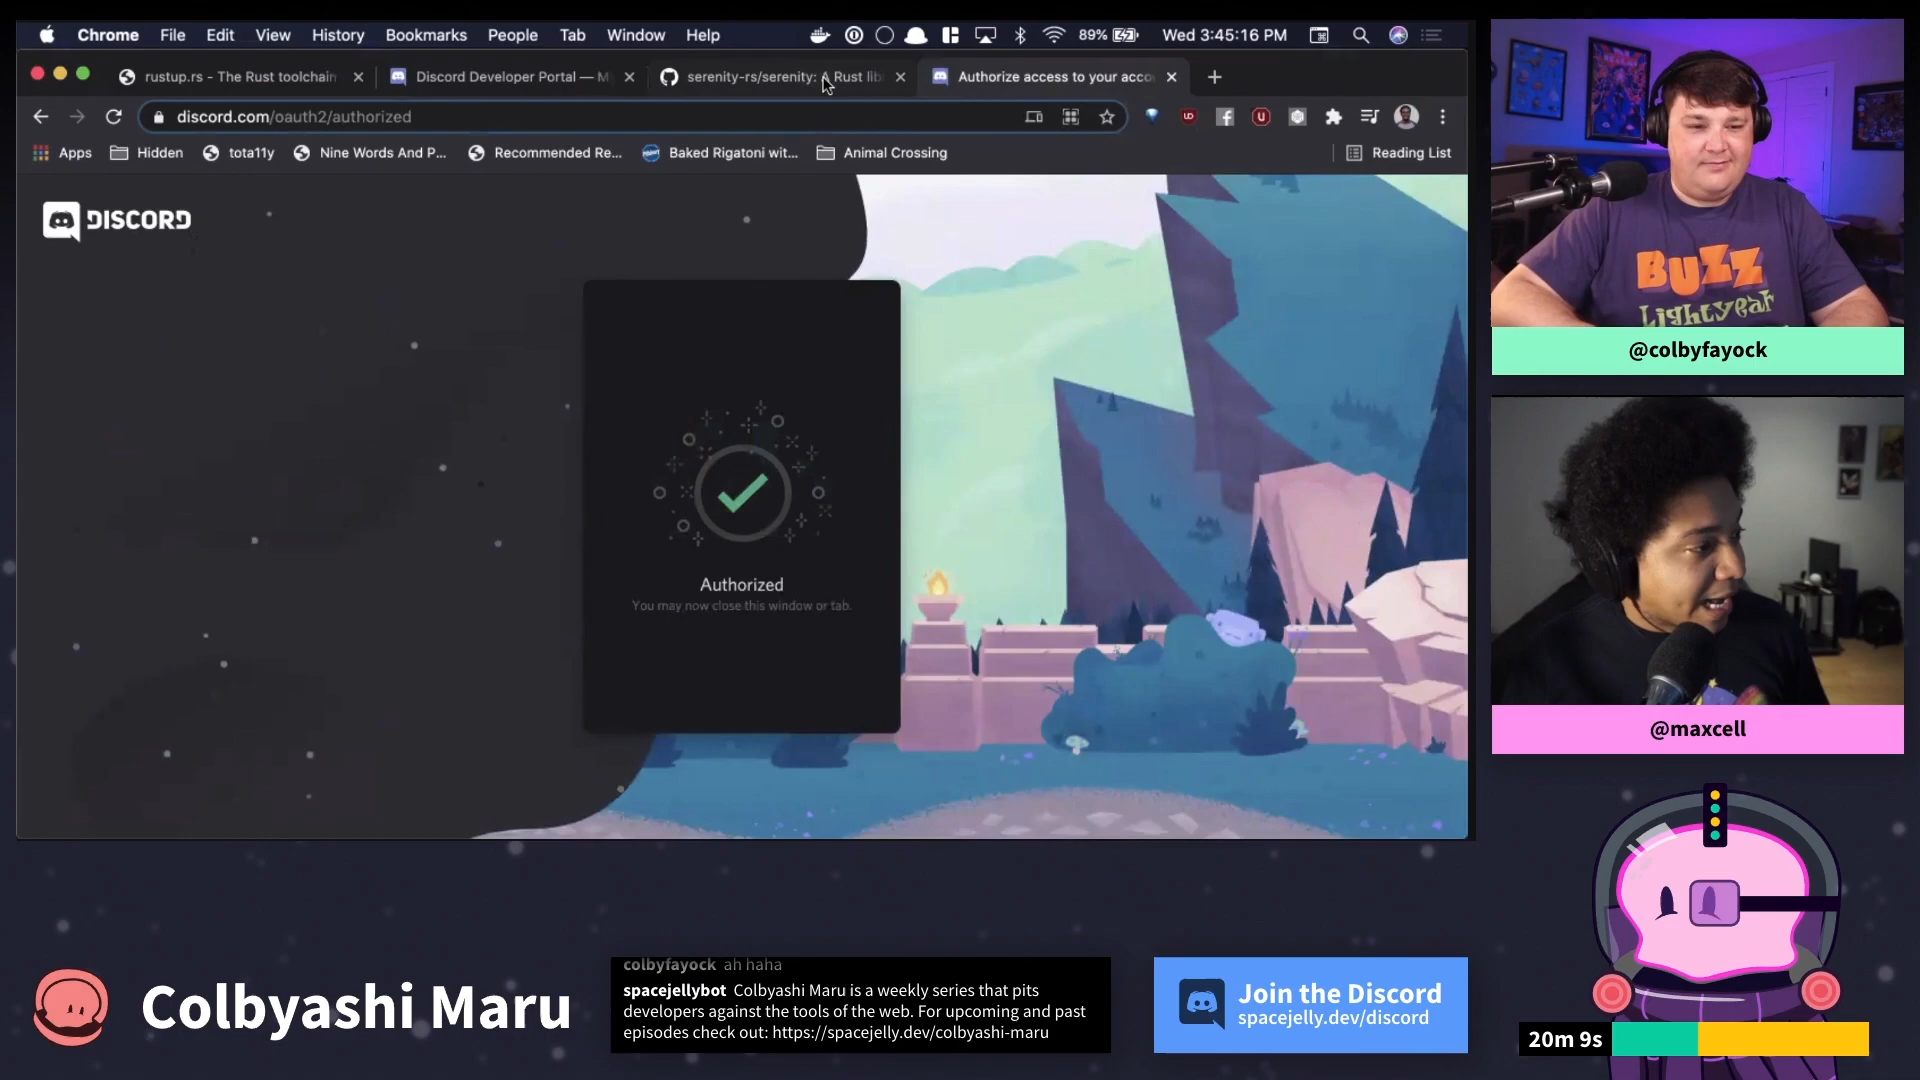 Chrome File Edit View History Bookmarks People Tab Window Help 89% Wed 3:45:16 PM
rustup.rs - The Rust toolchain
Discord Developer Portal — M
serenity-rs/serenity: A Rust lib
Authorize access to your acco
discord.com/oauth2/authorized
Apps Hidden tota11y Nine Words And P... Recommended Re... Baked Rigatoni wit... Animal Crossing Reading List
DISCORD
Authorized
You may now close this window or tab.
BUZZ
Lightyear
@colbyfayock
@maxcell
Colbyashi Maru
colbyfayock ah haha
spacejellybot Colbyashi Maru is a weekly series that pits
developers against the tools of the web. For upcoming and past
episodes check out: https://spacejelly.dev/colbyashi-maru
Join the Discord
spacejelly.dev/discord
20m 9s